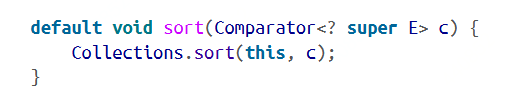 default void sort(Comparator<? super E> c) {
    Collections.sort(this, c);
}